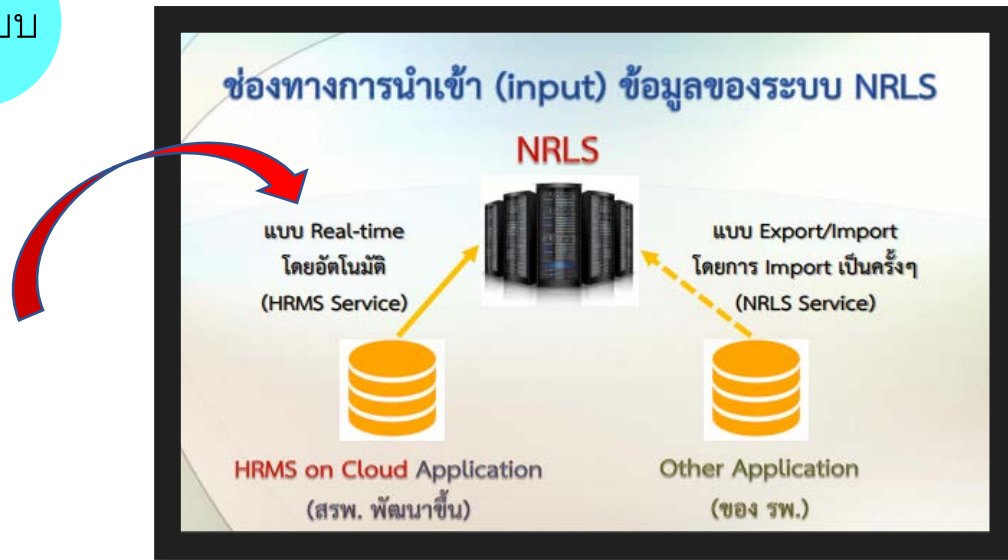 ช่องทางการนำเข้า (input) ข้อมูลของระบบ NRLS
NRLS
แบบ Real-time
โดยอัตโนมัติ
(HRMS Service)
แบบ Export/Import
โดยการ Import เป็นครั้งๆ
(NRLS Service)
HRMS on Cloud Application
(สรพ. พัฒนาขึ้น)
Other Application
(ของ รพ.)